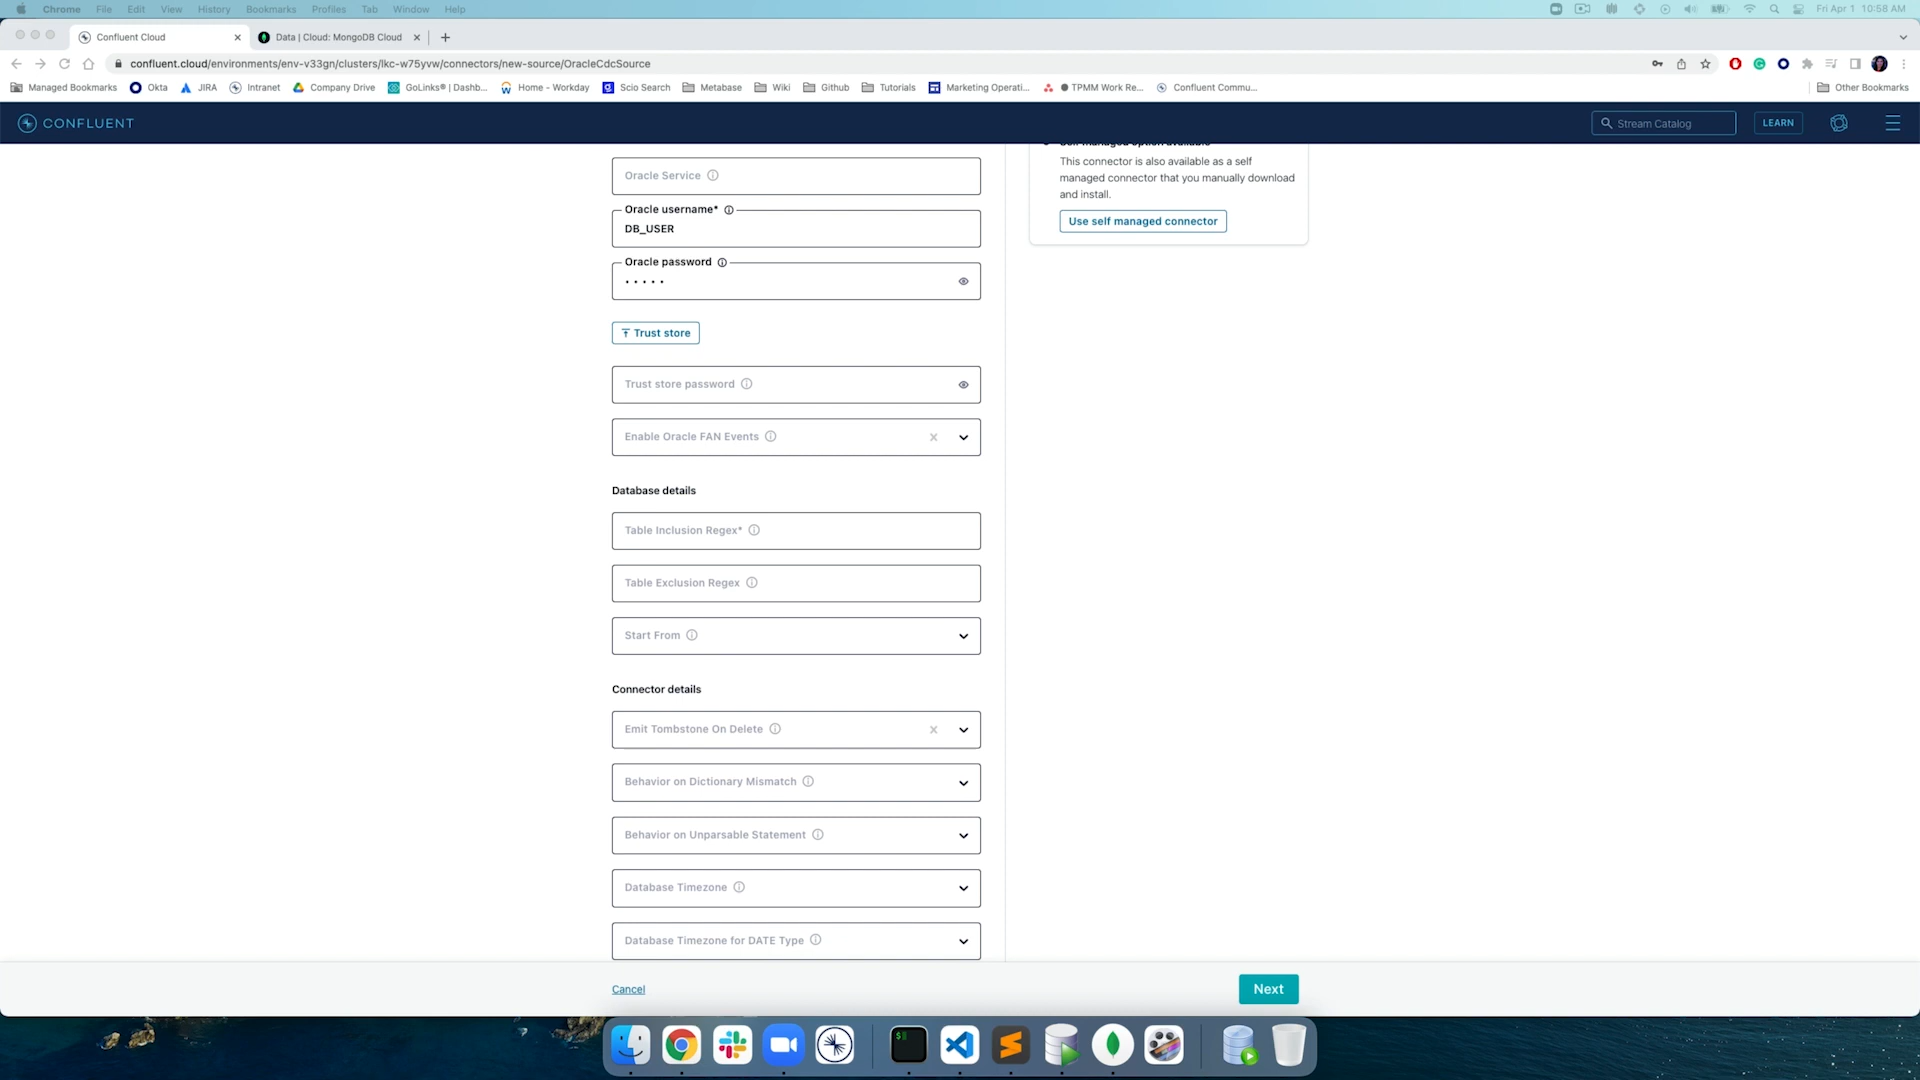 Chrome File Edit View History Bookmarks Profiles Tab Window Help Fri Apr 1 10:58 AM
Confluent Cloud Data | Cloud: MongoDB Cloud
confluent.cloud/environments/env-v33gn/clusters/lkc-w75yvw/connectors/new-source/OracleCdcSource
Managed Bookmarks Okta JIRA Intranet Company Drive GoLinks® | Dashb... Home - Workday Scio Search Metabase Wiki Github Tutorials Marketing Operati... TPMM Work Re... Confluent Commu... Other Bookmarks
CONFLUENT Stream Catalog LEARN
Self managed option available
This connector is also available as a self
managed connector that you manually download
and install.
Use self managed connector
Oracle Service
Oracle username*
DB_USER
Oracle password
Trust store
Trust store password
Enable Oracle FAN Events
Database details
Table Inclusion Regex*
Table Exclusion Regex
Start From
Connector details
Emit Tombstone On Delete
Behavior on Dictionary Mismatch
Behavior on Unparsable Statement
Database Timezone
Database Timezone for DATE Type
Cancel Next